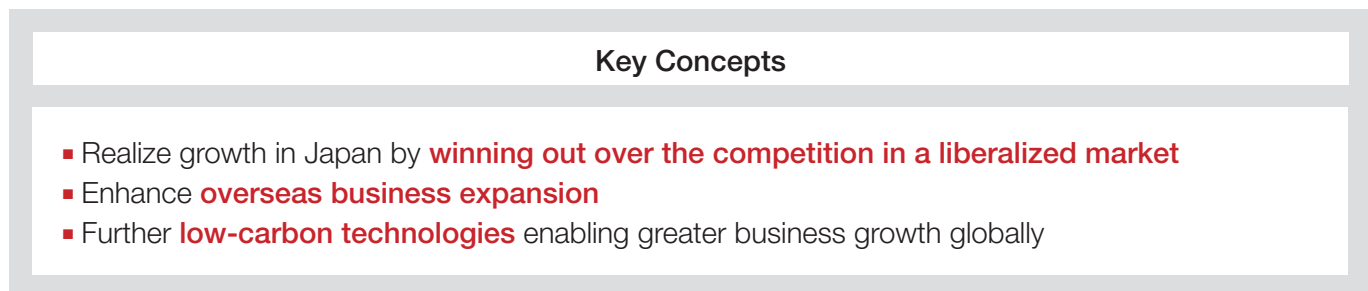 Key Concepts
▪ Realize growth in Japan by winning out over the competition in a liberalized market
▪ Enhance overseas business expansion
▪ Further low-carbon technologies enabling greater business growth globally